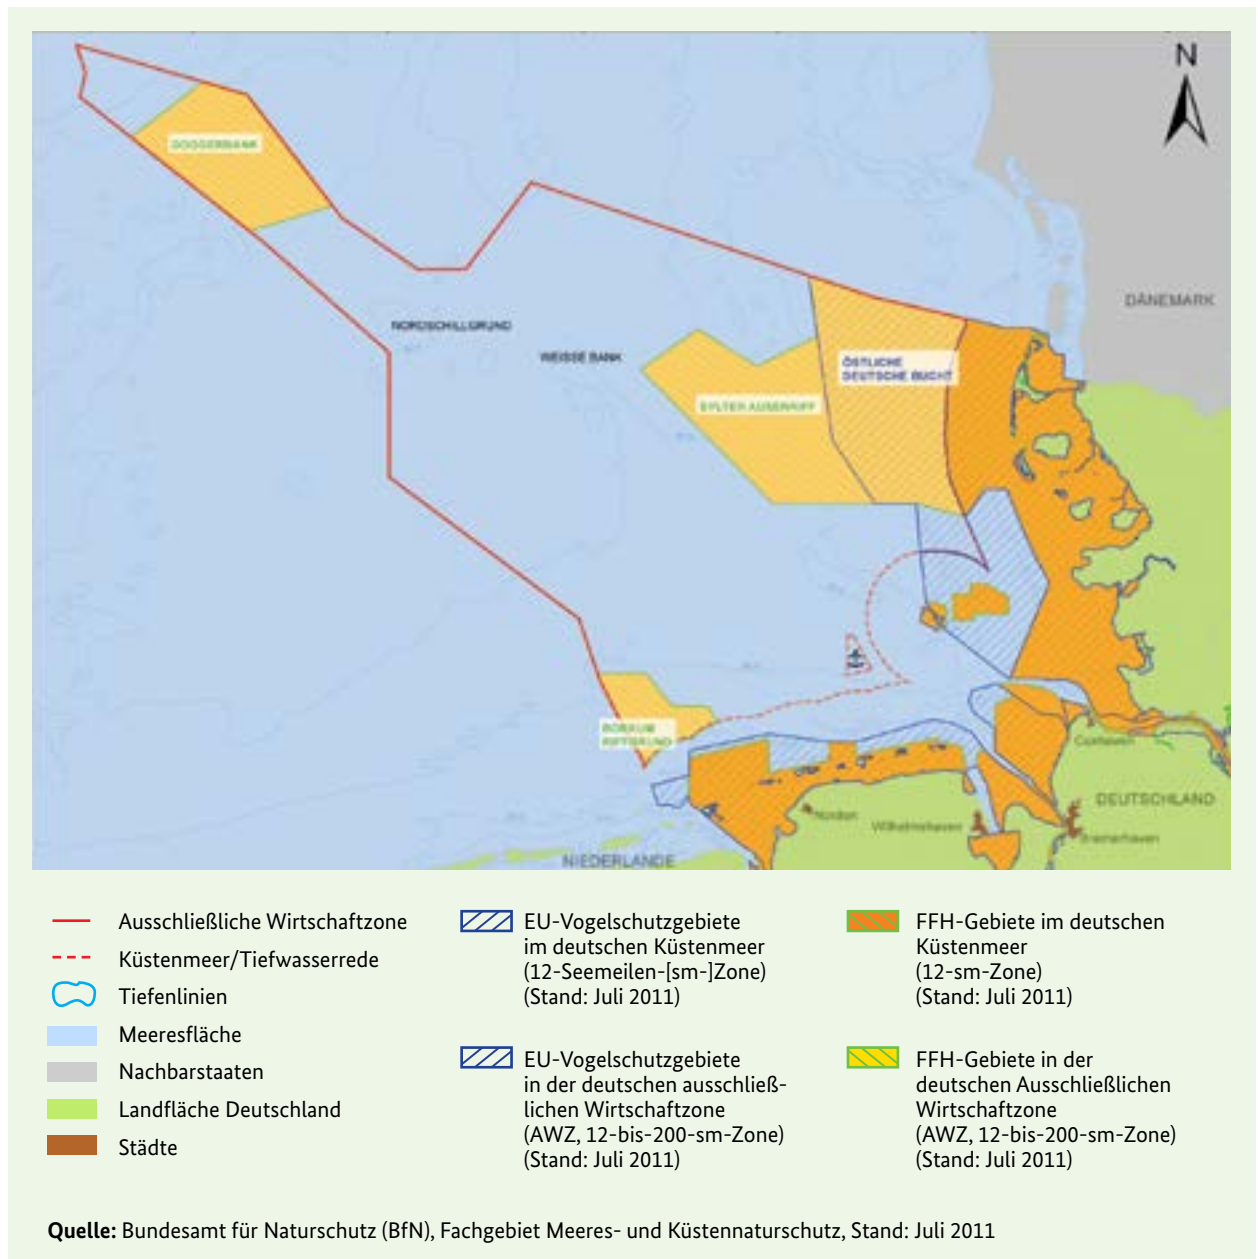 N
DOGGERBANK
DÄNEMARK
NORDSCHILLGRUND
WEISSE BANK
ÖSTLICHE
DEUTSCHE BUCHT
SYLTER AUSSENRIFF
BORKUM
RIFFGRUND
Cuxhaven
DEUTSCHLAND
Norden
Wilhelmshaven
Bremerhaven
NIEDERLANDE
Ausschließliche Wirtschaftzone
Küstenmeer/Tiefwasserrede
Tiefenlinien
Meeresfläche
Nachbarstaaten
Landfläche Deutschland
Städte
EU-Vogelschutzgebiete
im deutschen Küstenmeer
(12-Seemeilen-[sm-]Zone)
(Stand: Juli 2011)
EU-Vogelschutzgebiete
in der deutschen ausschließ-
lichen Wirtschaftzone
(AWZ, 12-bis-200-sm-Zone)
(Stand: Juli 2011)
FFH-Gebiete im deutschen
Küstenmeer
(12-sm-Zone)
(Stand: Juli 2011)
FFH-Gebiete in der
deutschen Ausschließlichen
Wirtschaftzone
(AWZ, 12-bis-200-sm-Zone)
(Stand: Juli 2011)
Quelle: Bundesamt für Naturschutz (BfN), Fachgebiet Meeres- und Küstennaturschutz, Stand: Juli 2011